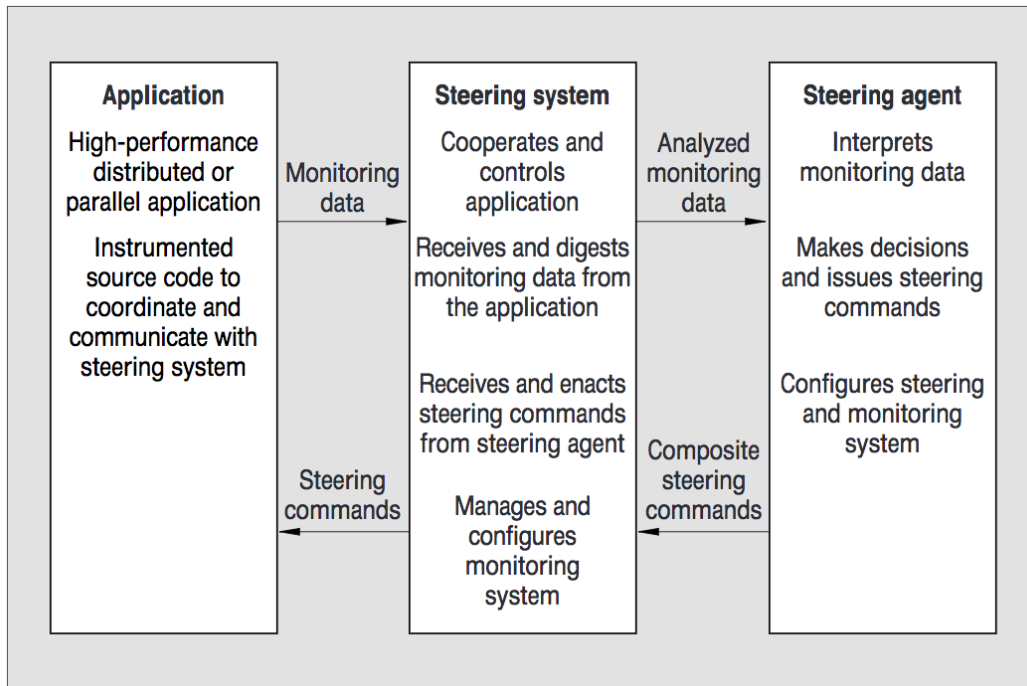 Application
High-performance
distributed or
parallel application
Instrumented
source code to
coordinate and
communicate with
steering system
Monitoring
data
Steering
commands
Steering system
Cooperates and
controls
application
Receives and digests
monitoring data from
the application
Receives and enacts
steering commands
from steering agent
Manages and
configures
monitoring
system
Analyzed
monitoring
data
Composite
steering
commands
Steering agent
Interprets
monitoring data
Makes decisions
and issues steering
commands
Configures steering
and monitoring
system